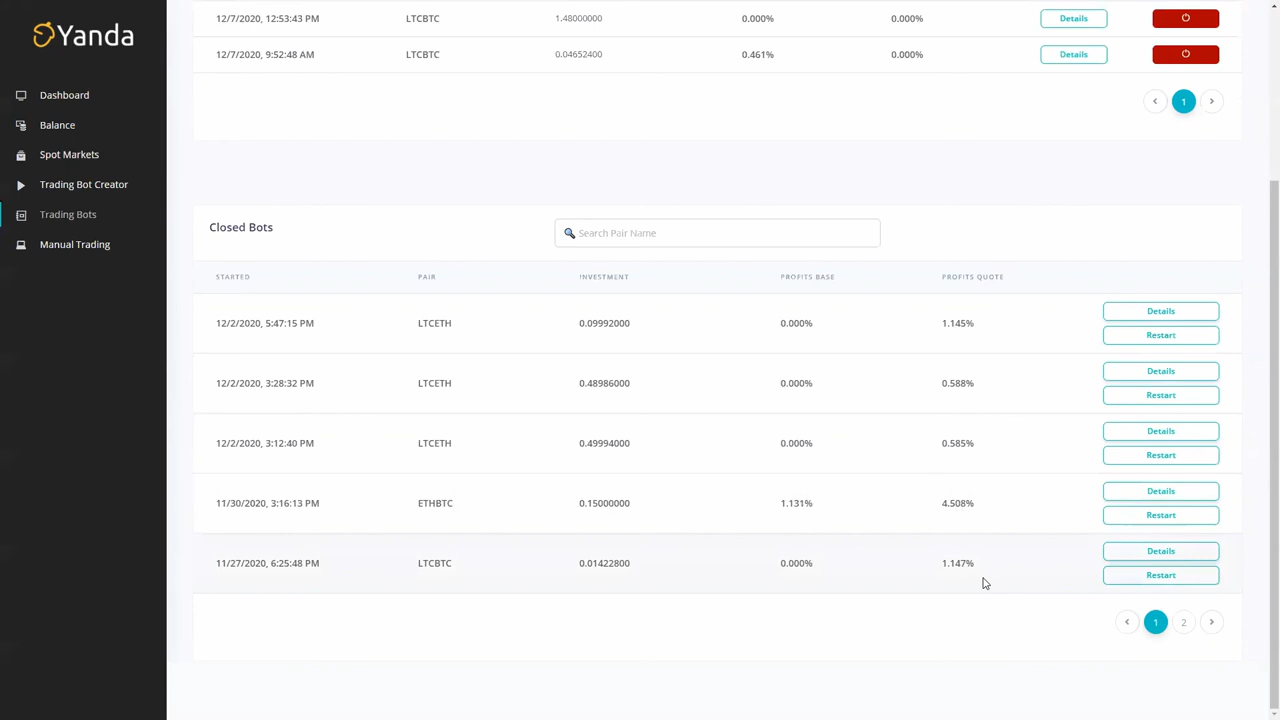 Yanda
Dashboard
Balance
Spot Markets
Trading Bot Creator
Trading Bots
Manual Trading
12/7/2020, 12:53:43 PM LTCBTC 1.48000000 0.000% 0.000% Details
12/7/2020, 9:52:48 AM LTCBTC 0.04652400 0.461% 0.000% Details
1
Closed Bots
Search Pair Name
STARTED PAIR INVESTMENT PROFITS BASE PROFITS QUOTE
12/2/2020, 5:47:15 PM LTCETH 0.09992000 0.000% 1.145% Details
Restart
12/2/2020, 3:28:32 PM LTCETH 0.48986000 0.000% 0.588% Details
Restart
12/2/2020, 3:12:40 PM LTCETH 0.49994000 0.000% 0.585% Details
Restart
11/30/2020, 3:16:13 PM ETHBTC 0.15000000 1.131% 4.508% Details
Restart
11/27/2020, 6:25:48 PM LTCBTC 0.01422800 0.000% 1.147% Details
Restart
1 2